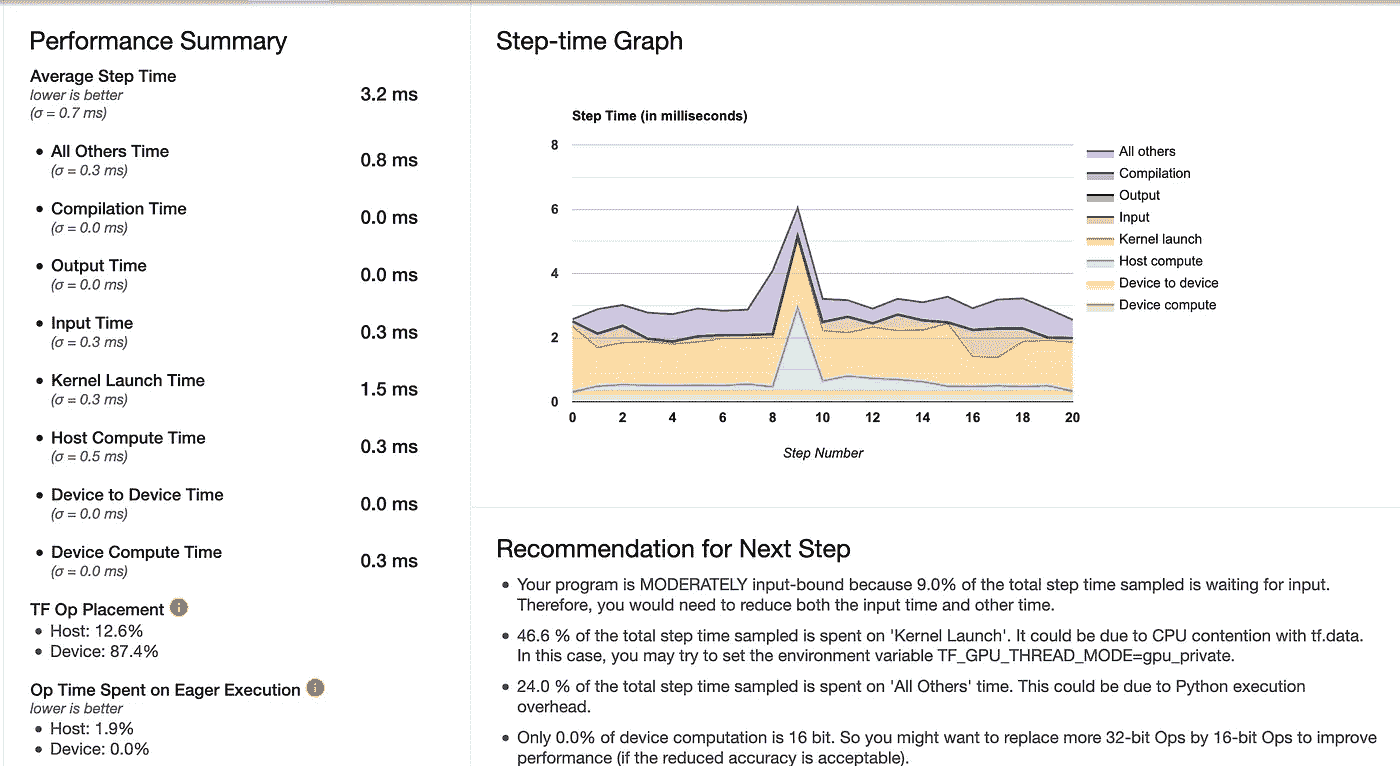 Performance Summary
Average Step Time
lower is better
(σ = 0.7 ms)
3.2 ms
• All Others Time
(σ = 0.3 ms)
0.8 ms
• Compilation Time
(σ = 0.0 ms)
0.0 ms
• Output Time
(σ = 0.0 ms)
0.0 ms
• Input Time
(σ = 0.3 ms)
0.3 ms
• Kernel Launch Time
(σ = 0.3 ms)
1.5 ms
• Host Compute Time
(σ = 0.5 ms)
0.3 ms
• Device to Device Time
(σ = 0.0 ms)
0.0 ms
• Device Compute Time
(σ = 0.0 ms)
0.3 ms
TF Op Placement i
• Host: 12.6%
• Device: 87.4%
Op Time Spent on Eager Execution i
lower is better
• Host: 1.9%
• Device: 0.0%
Step-time Graph
Step Time (in milliseconds)
8
6
4
2
0
0 2 4 6 8 10 12 14 16 18 20
Step Number
All others
Compilation
Output
Input
Kernel launch
Host compute
Device to device
Device compute
Recommendation for Next Step
• Your program is MODERATELY input-bound because 9.0% of the total step time sampled is waiting for input.
Therefore, you would need to reduce both the input time and other time.
• 46.6 % of the total step time sampled is spent on 'Kernel Launch'. It could be due to CPU contention with tf.data.
In this case, you may try to set the environment variable TF_GPU_THREAD_MODE=gpu_private.
• 24.0 % of the total step time sampled is spent on 'All Others' time. This could be due to Python execution
overhead.
• Only 0.0% of device computation is 16 bit. So you might want to replace more 32-bit Ops by 16-bit Ops to improve
performance (if the reduced accuracy is acceptable).